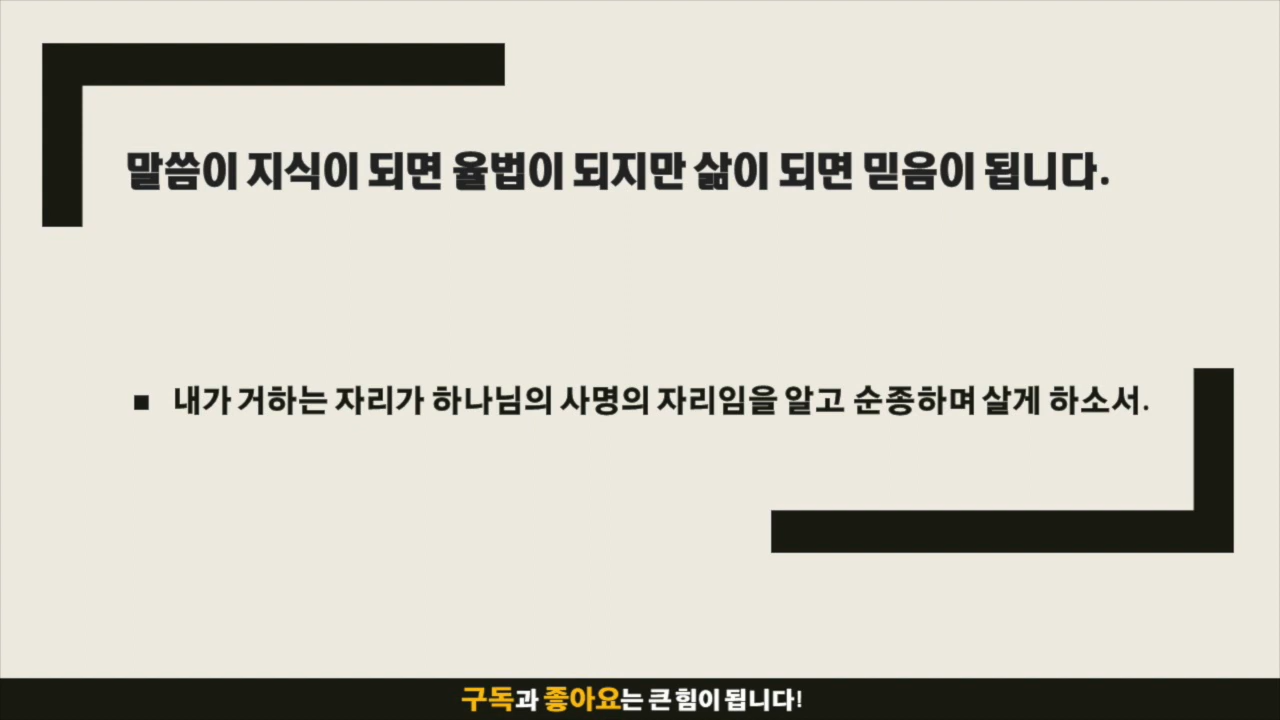 말씀이 지식이 되면 율법이 되지만 삶이 되면 믿음이 됩니다.
■ 내가 거하는 자리가 하나님의 사명의 자리임을 알고 순종하며 살게 하소서.
구독과 좋아요는 큰 힘이 됩니다!